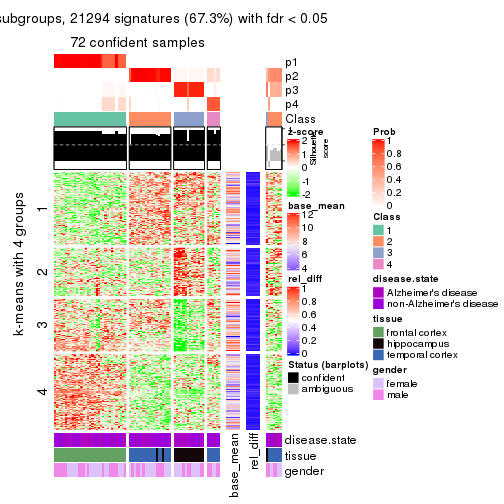 subgroups, 21294 signatures (67.3%) with fdr < 0.05
72 confident samples
p1
p2
p3
p4
Class
Silhouette
score
1
2
3
4
k-means with 4 groups
base_mean
rel_diff
disease.state
tissue
gender
z-score
2
1
0
-1
-2
base_mean
12
10
8
6
4
rel_diff
1
0.8
0.6
0.4
0.2
0
Status (barplots)
confident
ambiguous
Prob
1
0.8
0.6
0.4
0.2
0
Class
1
2
3
4
disease.state
Alzheimer's disease
non-Alzheimer's disease
tissue
frontal cortex
hippocampus
temporal cortex
gender
female
male